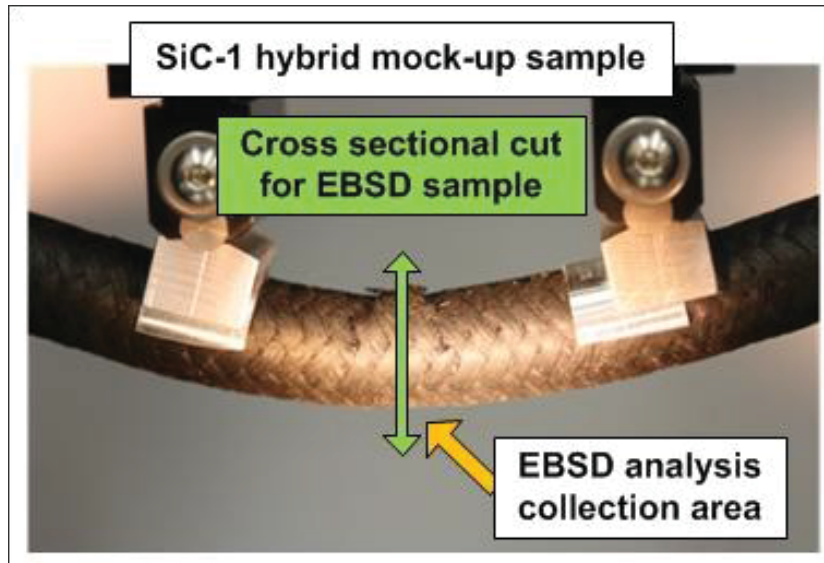 SiC-1 hybrid mock-up sample
Cross sectional cut
for EBSD sample
EBSD analysis
collection area